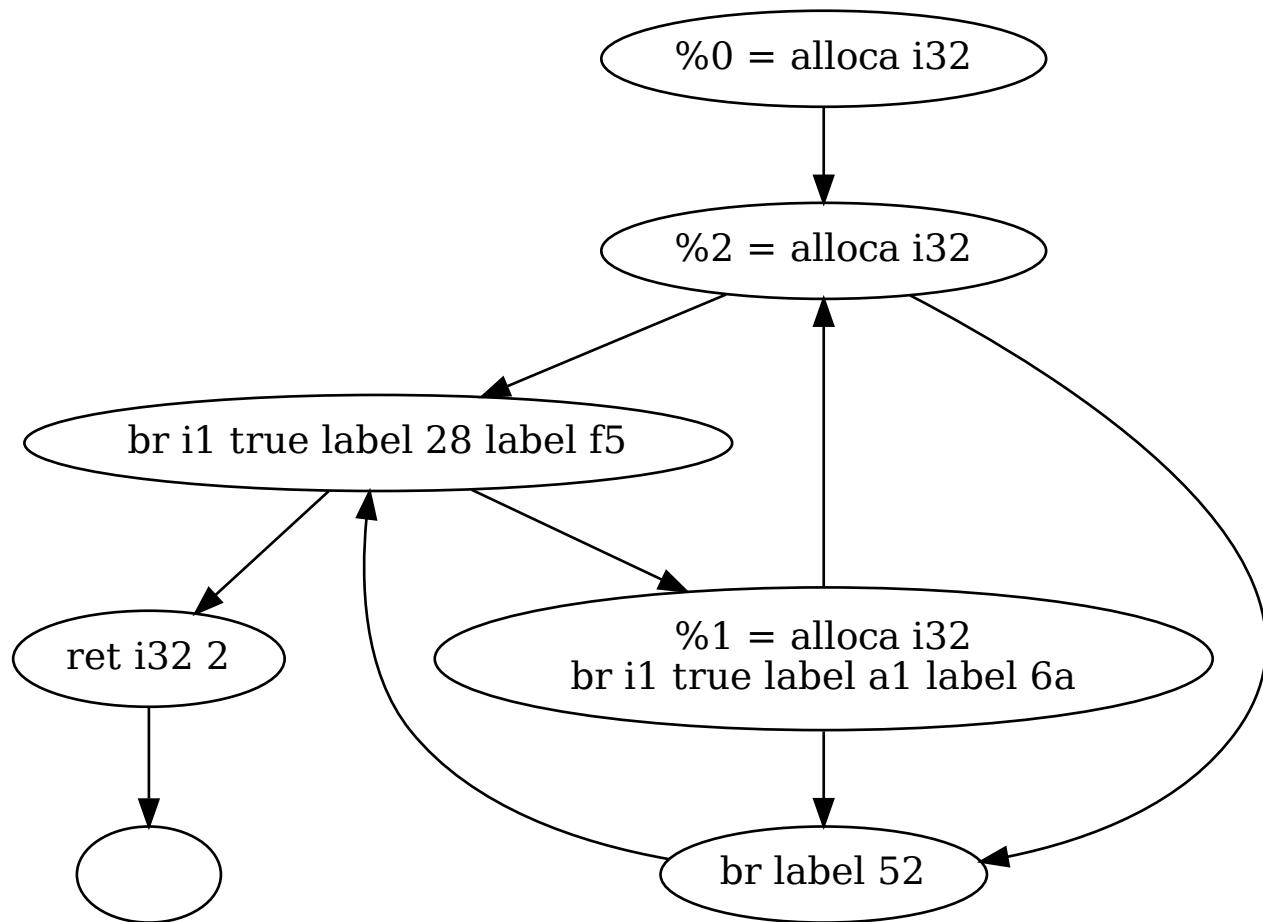 %0 = alloca i32
%2 = alloca i32
br i1 true label 28 label f5
ret i32 2
%1 = alloca i32
br i1 true label a1 label 6a
br label 52